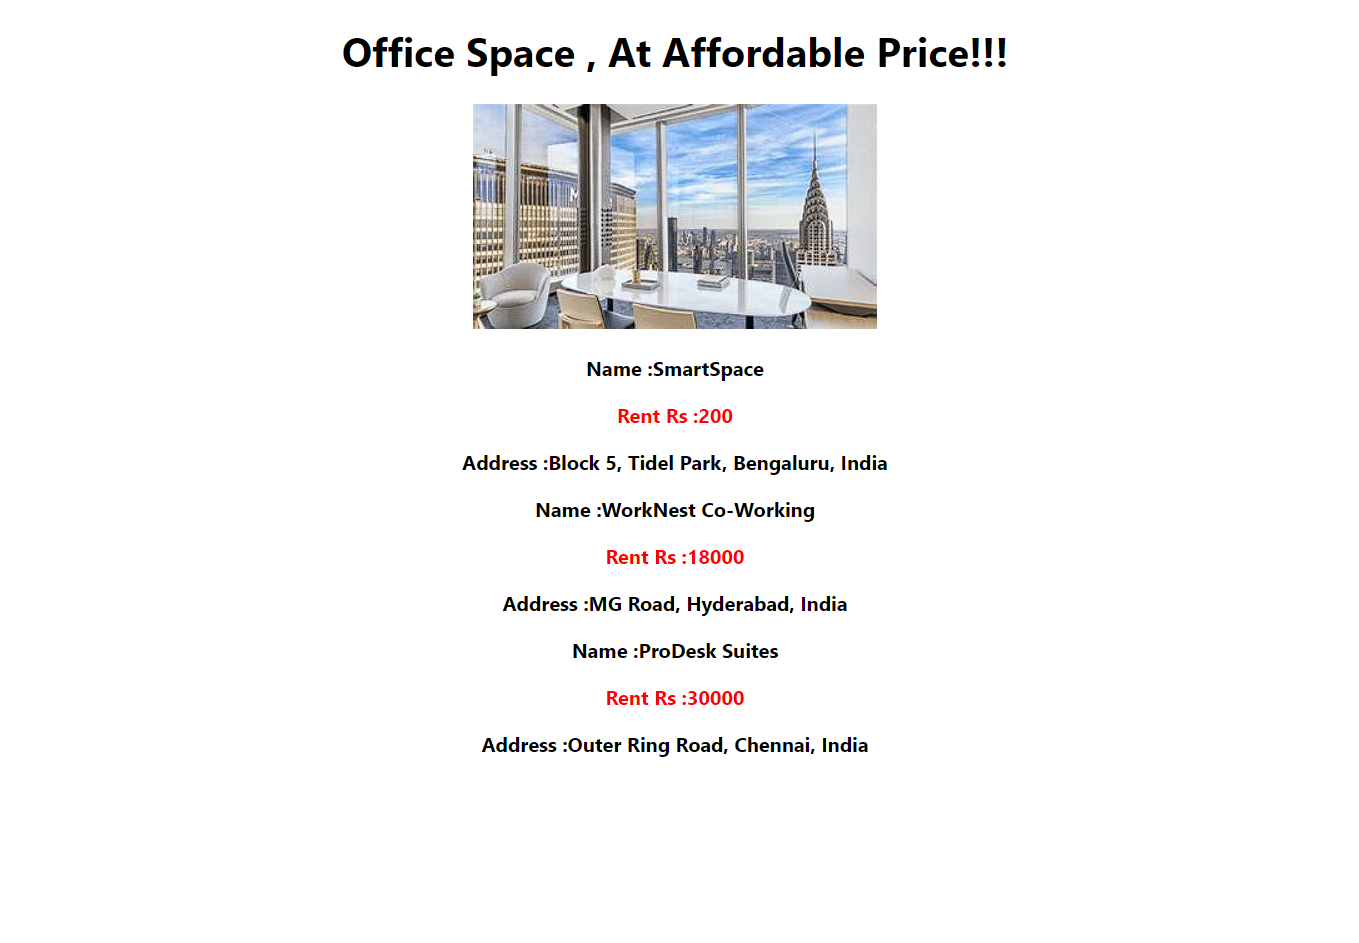 Office Space , At Affordable Price!!!
Name :SmartSpace
Rent Rs :200
Address :Block 5, Tidel Park, Bengaluru, India
Name :WorkNest Co-Working
Rent Rs :18000
Address :MG Road, Hyderabad, India
Name :ProDesk Suites
Rent Rs :30000
Address :Outer Ring Road, Chennai, India